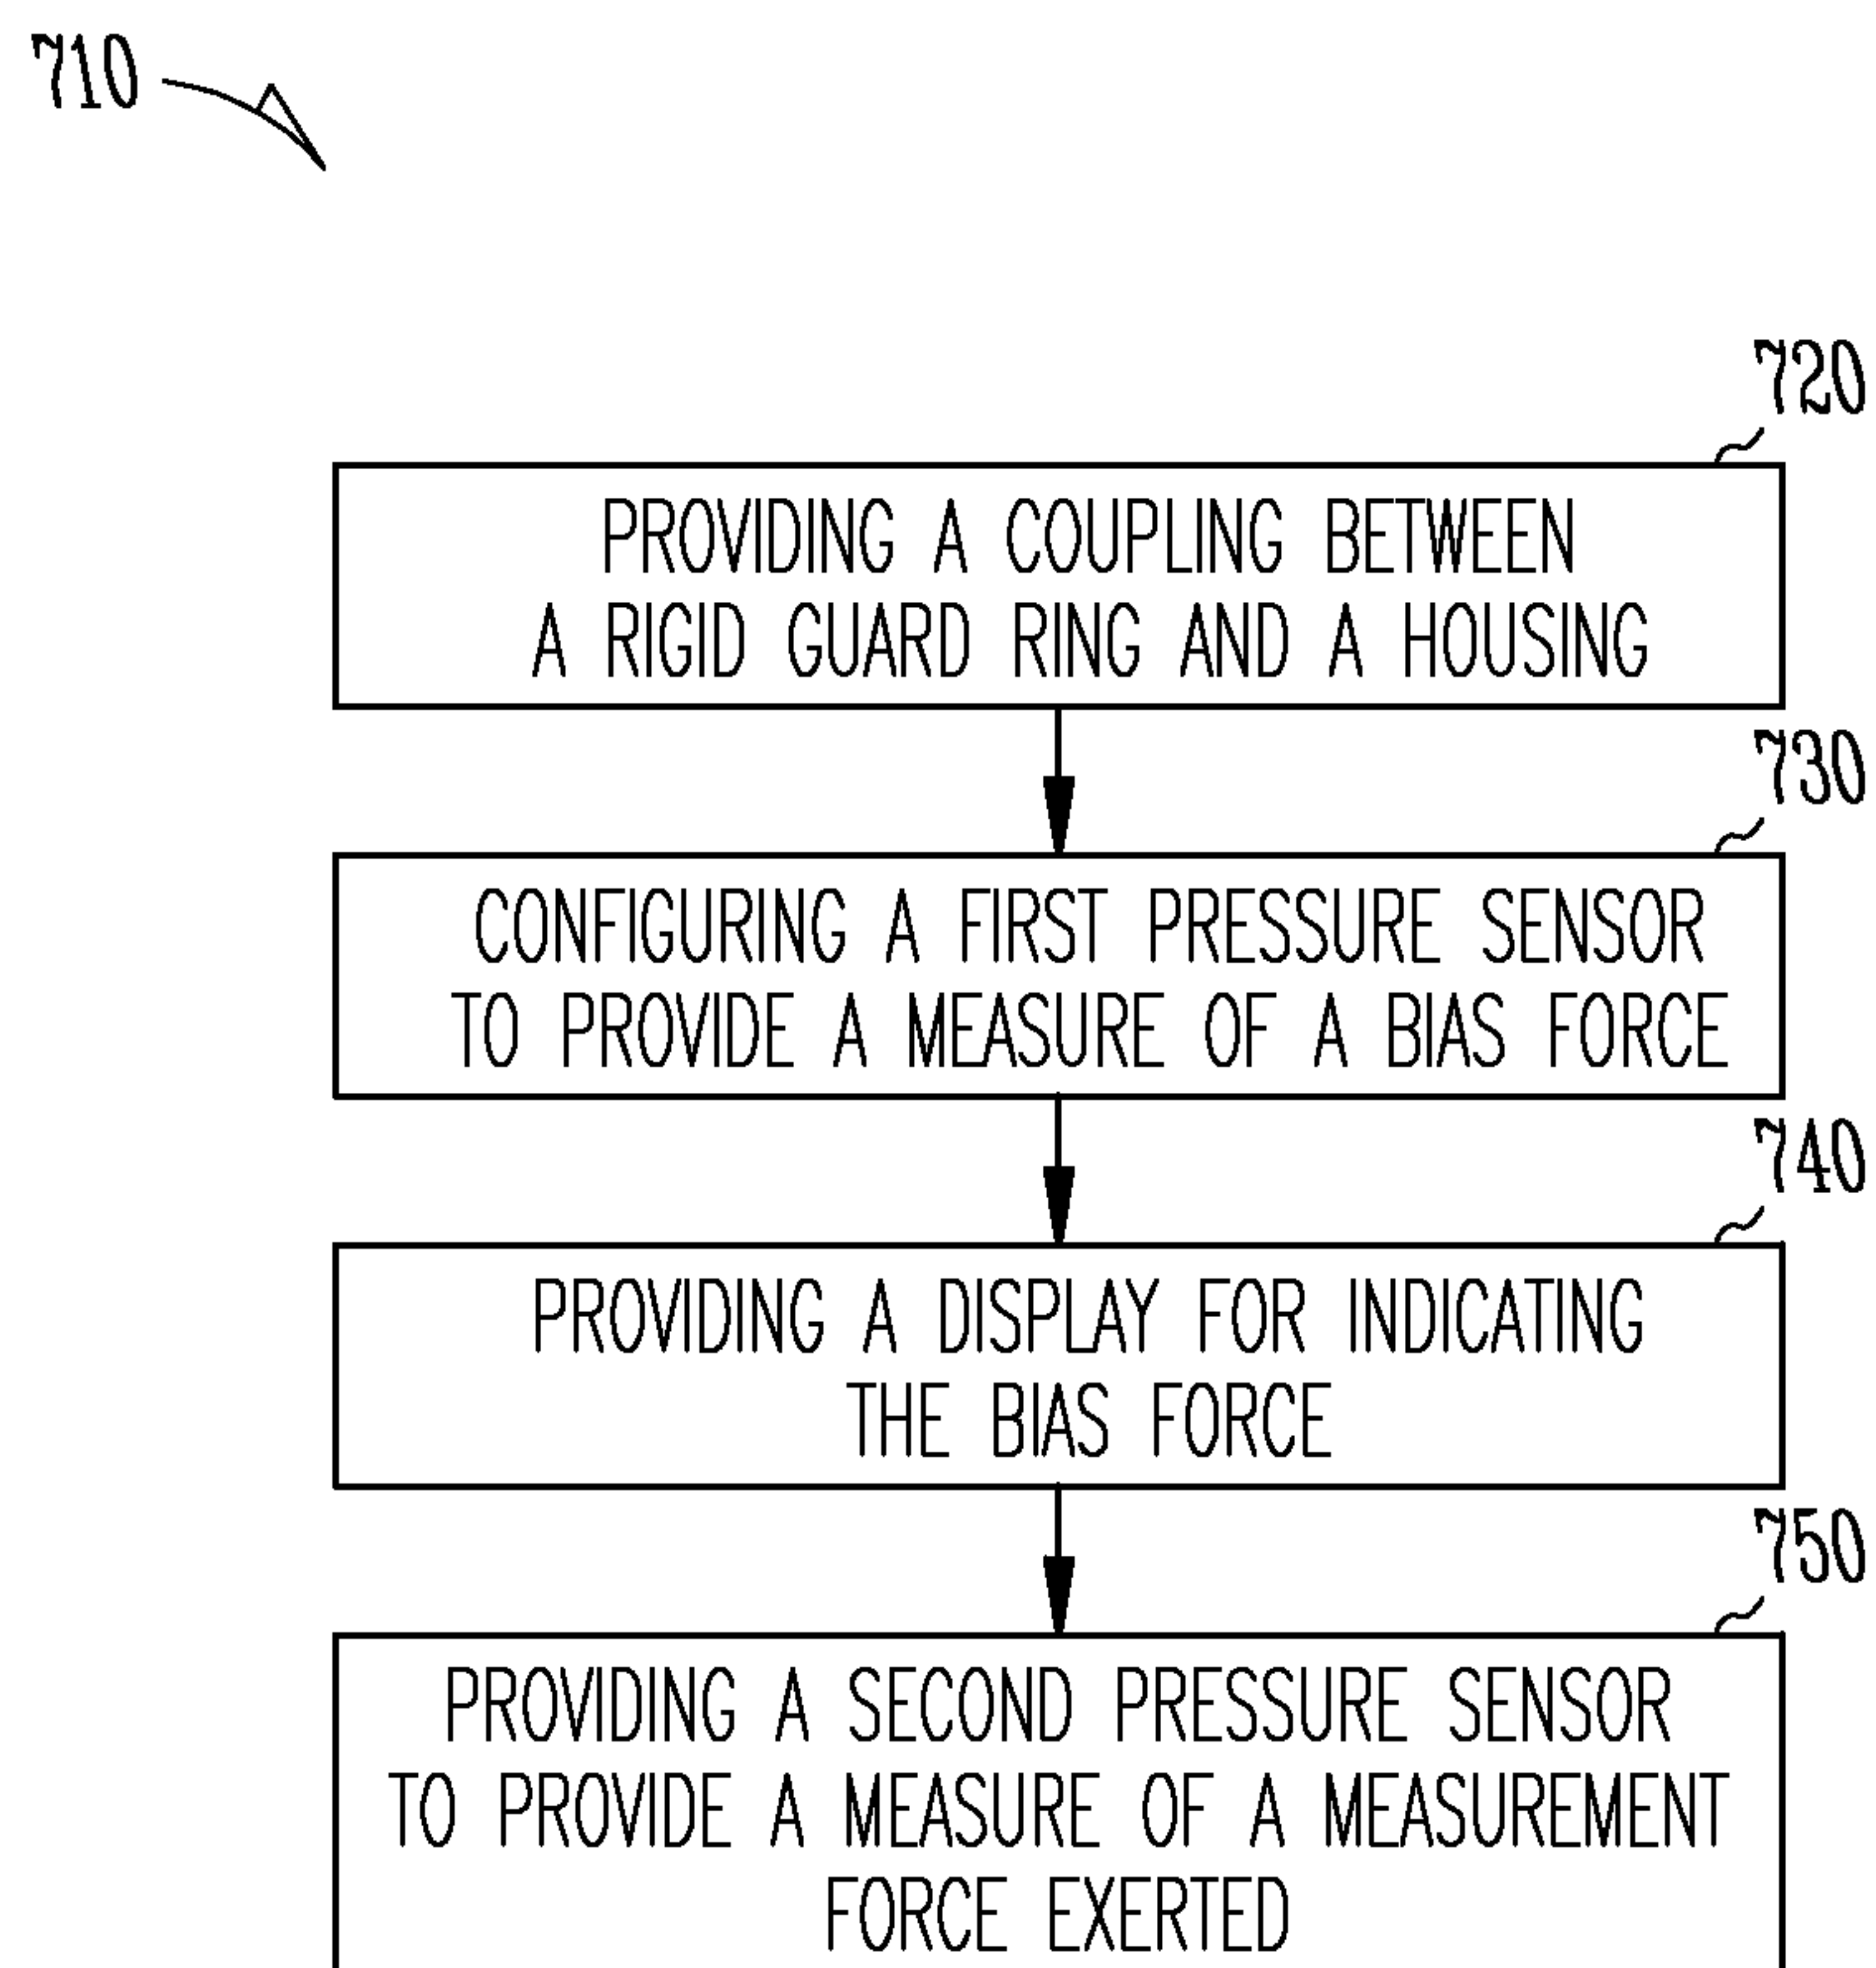 710
720
PROVIDING A COUPLING BETWEEN
A RIGID GUARD RING AND A HOUSING
730
CONFIGURING A FIRST PRESSURE SENSOR
TO PROVIDE A MEASURE OF A BIAS FORCE
740
PROVIDING A DISPLAY FOR INDICATING
THE BIAS FORCE
750
PROVIDING A SECOND PRESSURE SENSOR
TO PROVIDE A MEASURE OF A MEASUREMENT
FORCE EXERTED